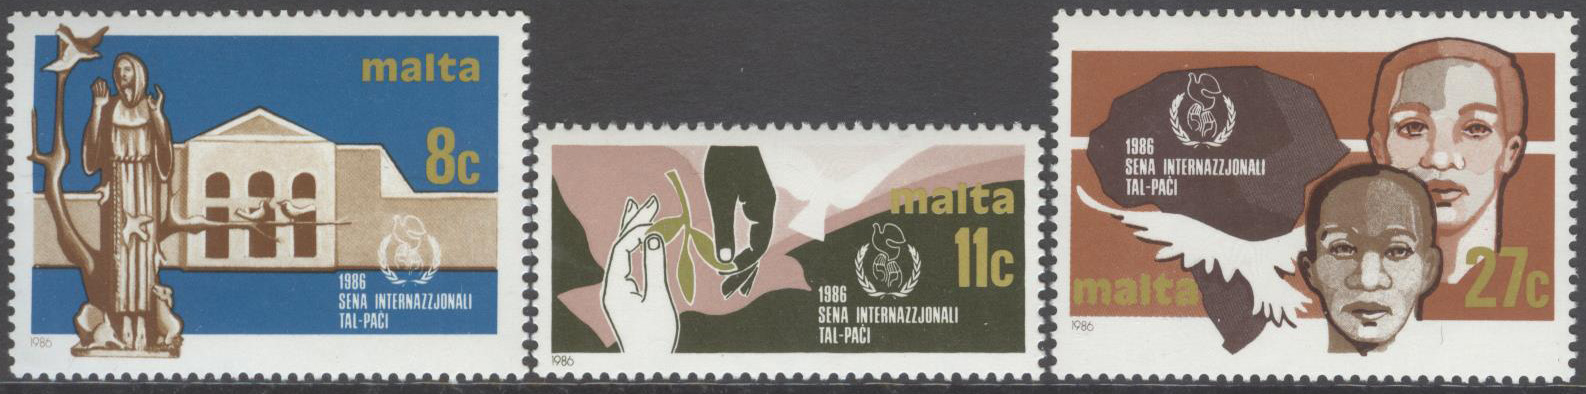 malta
8c
1986
SENA INTERNAZZJONALI
TAL-PAĊI
1986
malta
11c
1986
SENA INTERNAZZJONALI
TAL-PAĊI
1986
1986
SENA INTERNAZZJONALI
TAL-PAĊI
malta
27c
1986